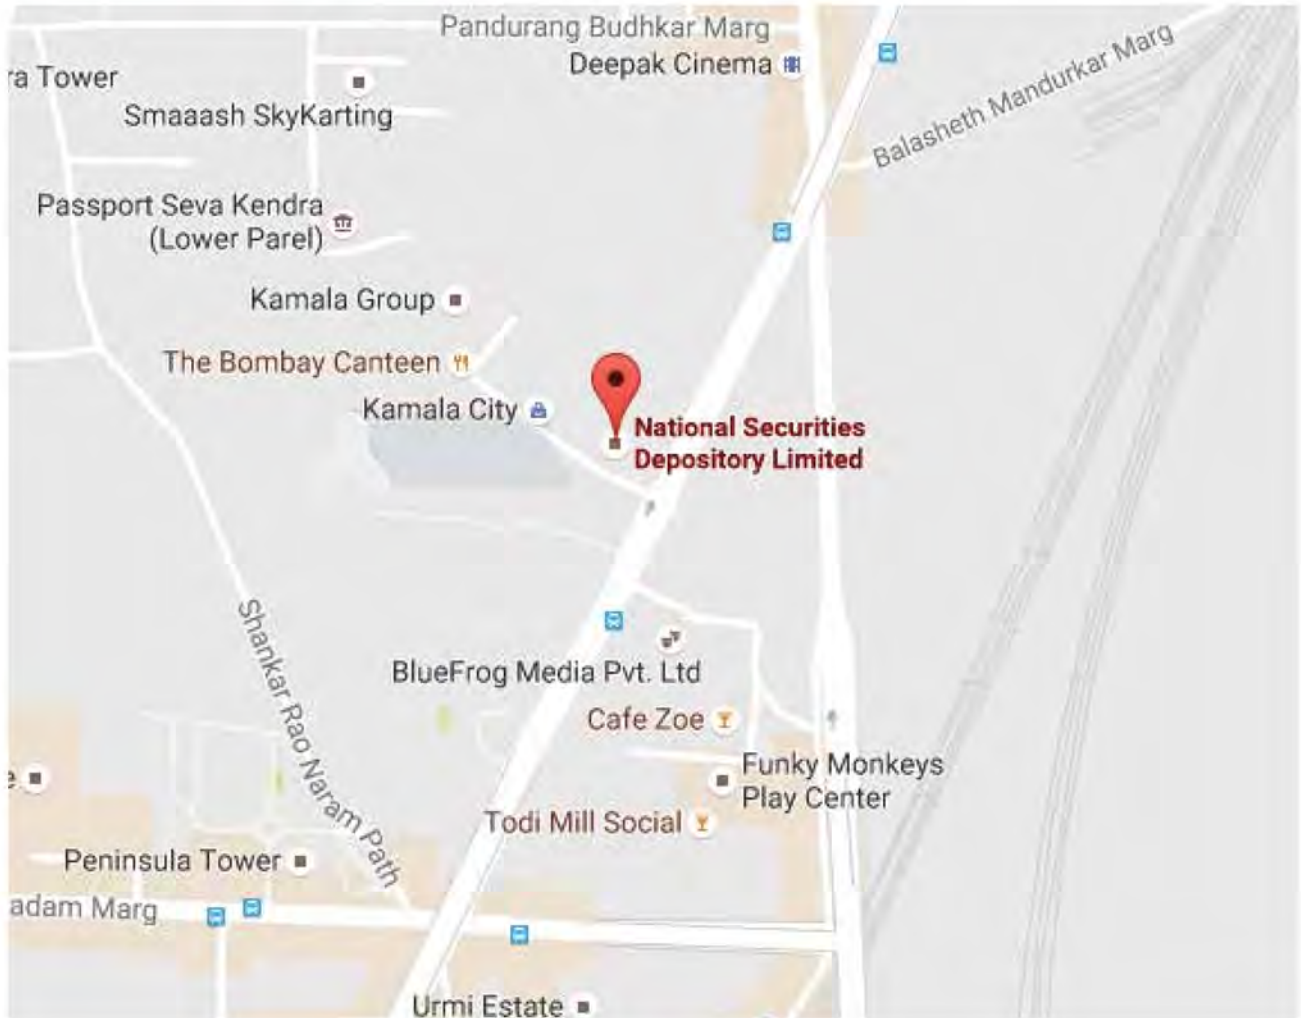 Pandurang Budhkar Marg
Deepak Cinema
Balasheth Mandurkar Marg
ra Tower
Smaaash SkyKarting
Passport Seva Kendra
(Lower Parel)
Kamala Group
The Bombay Canteen
Kamala City
National Securities
Depository Limited
Shankar Rao Naram Path
BlueFrog Media Pvt. Ltd
Cafe Zoe
Funky Monkeys
Play Center
e
Todi Mill Social
Peninsula Tower
adam Marg
Urmi Estate